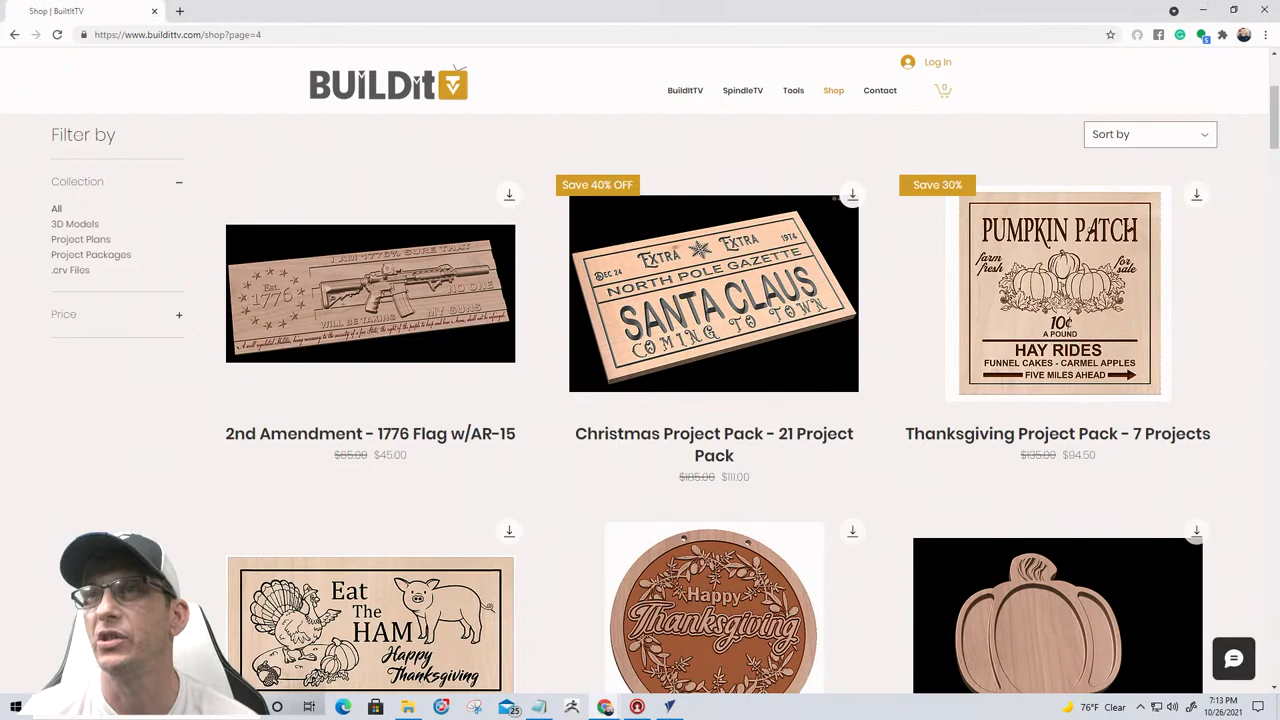 Shop | BuiltItTV
https://www.buildittv.com/shop?page=4
BUILDit TV
Log In
BuildItTV
SpindleTV
Tools
Shop
Contact
0
Filter by
Sort by
Collection
All
3D Models
Project Plans
Project Packages
.crv Files
Price
I AM 1776% SURE THAT
Est.
1776
NO ONE
WILL BE TAXING MY GUNS
2nd Amendment - 1776 Flag w/AR-15
$65.00 $45.00
Save 40% OFF
DEC 24
EXTRA EXTRA
1974
NORTH POLE GAZETTE
SANTA CLAUS
COMING TO TOWN
Christmas Project Pack - 21 Project
Pack
$185.00 $111.00
Save 30%
PUMPKIN PATCH
farm fresh
for sale
10¢
A POUND
HAY RIDES
FUNNEL CAKES - CARMEL APPLES
FIVE MILES AHEAD
Thanksgiving Project Pack - 7 Projects
$135.00 $94.50
Eat
The
HAM
Happy
Thanksgiving
Happy
Thanksgiving
25
76°F Clear
7:13 PM
10/26/2021